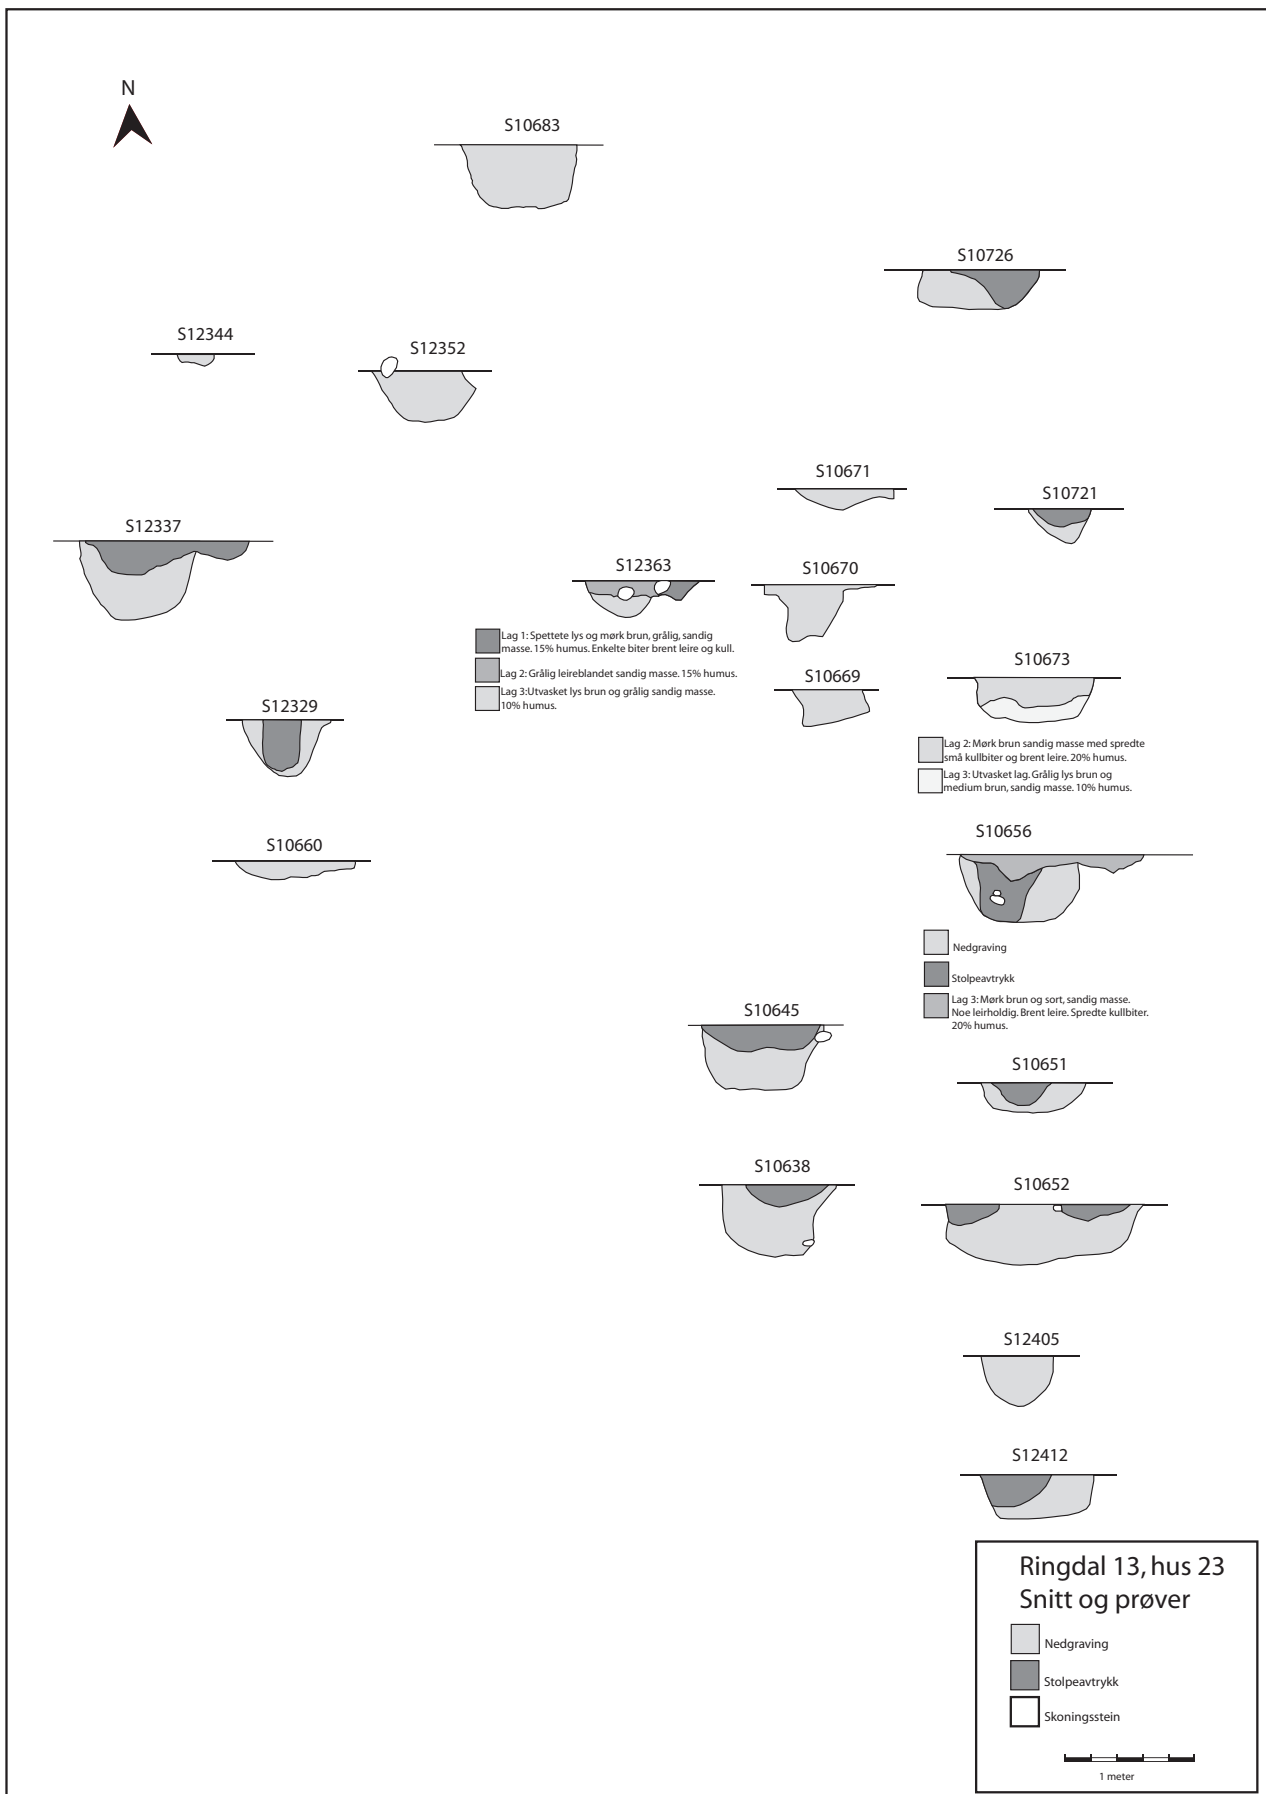 N
S10683
S10726
S12344
S12352
S10671
S10721
S12337
S12363
S10670
Lag 1: Spettete lys og mørk brun, grålig, sandig
masse. 15% humus. Enkelte biter brent leire og kull.
Lag 2: Grålig leireblandet sandig masse. 15% humus.
Lag 3:Utvasket lys brun og grålig sandig masse.
10% humus.
S10673
S10669
S12329
Lag 2: Mørk brun sandig masse med spredte
små kullbiter og brent leire. 20% humus.
Lag 3: Utvasket lag. Grålig lys brun og
medium brun, sandig masse. 10% humus.
S10660
S10656
Nedgraving
Stolpeavtrykk
Lag 3: Mørk brun og sort, sandig masse.
Noe leirholdig. Brent leire. Spredte kullbiter.
20% humus.
S10645
S10651
S10638
S10652
S12405
S12412
Ringdal 13, hus 23
Snitt og prøver
Nedgraving
Stolpeavtrykk
Skoningsstein
1 meter